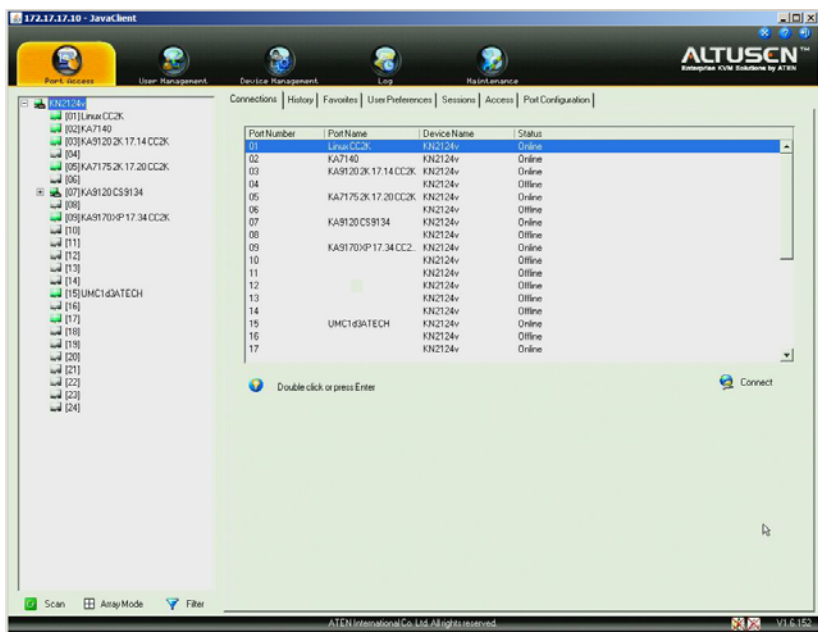 172.17.17.10 - JavaClient
Port Access User Management Device Management Log Maintenance
ALTUSEN™
Enterprise KVM Solutions by ATEN
KN2124v
[01]Linux CC2K
[02]KA7140
[03]KA9120 2K 17.14 CC2K
[04]
[05]KA7175 2K 17.20 CC2K
[06]
[07]KA9120 CS9134
[08]
[09]KA9170XP 17.34 CC2K
[10]
[11]
[12]
[13]
[14]
[15]UMC1d3ATECH
[16]
[17]
[18]
[19]
[20]
[21]
[22]
[23]
[24]
Scan Array Mode Filter
Connections History Favorites User Preferences Sessions Access Port Configuration
Port Number Port Name Device Name Status
01 Linux CC2K KN2124v Online
02 KA7140 KN2124v Online
03 KA9120 2K 17.14 CC2K KN2124v Online
04 KN2124v Offline
05 KA7175 2K 17.20 CC2K KN2124v Online
06 KN2124v Offline
07 KA9120 CS9134 KN2124v Online
08 KN2124v Offline
09 KA9170XP 17.34 CC2... KN2124v Online
10 KN2124v Offline
11 KN2124v Offline
12 KN2124v Offline
13 KN2124v Offline
14 KN2124v Offline
15 UMC1d3ATECH KN2124v Online
16 KN2124v Offline
17 KN2124v Online
Double click or press Enter
Connect
ATEN International Co. Ltd. All rights reserved.
V1.6.152